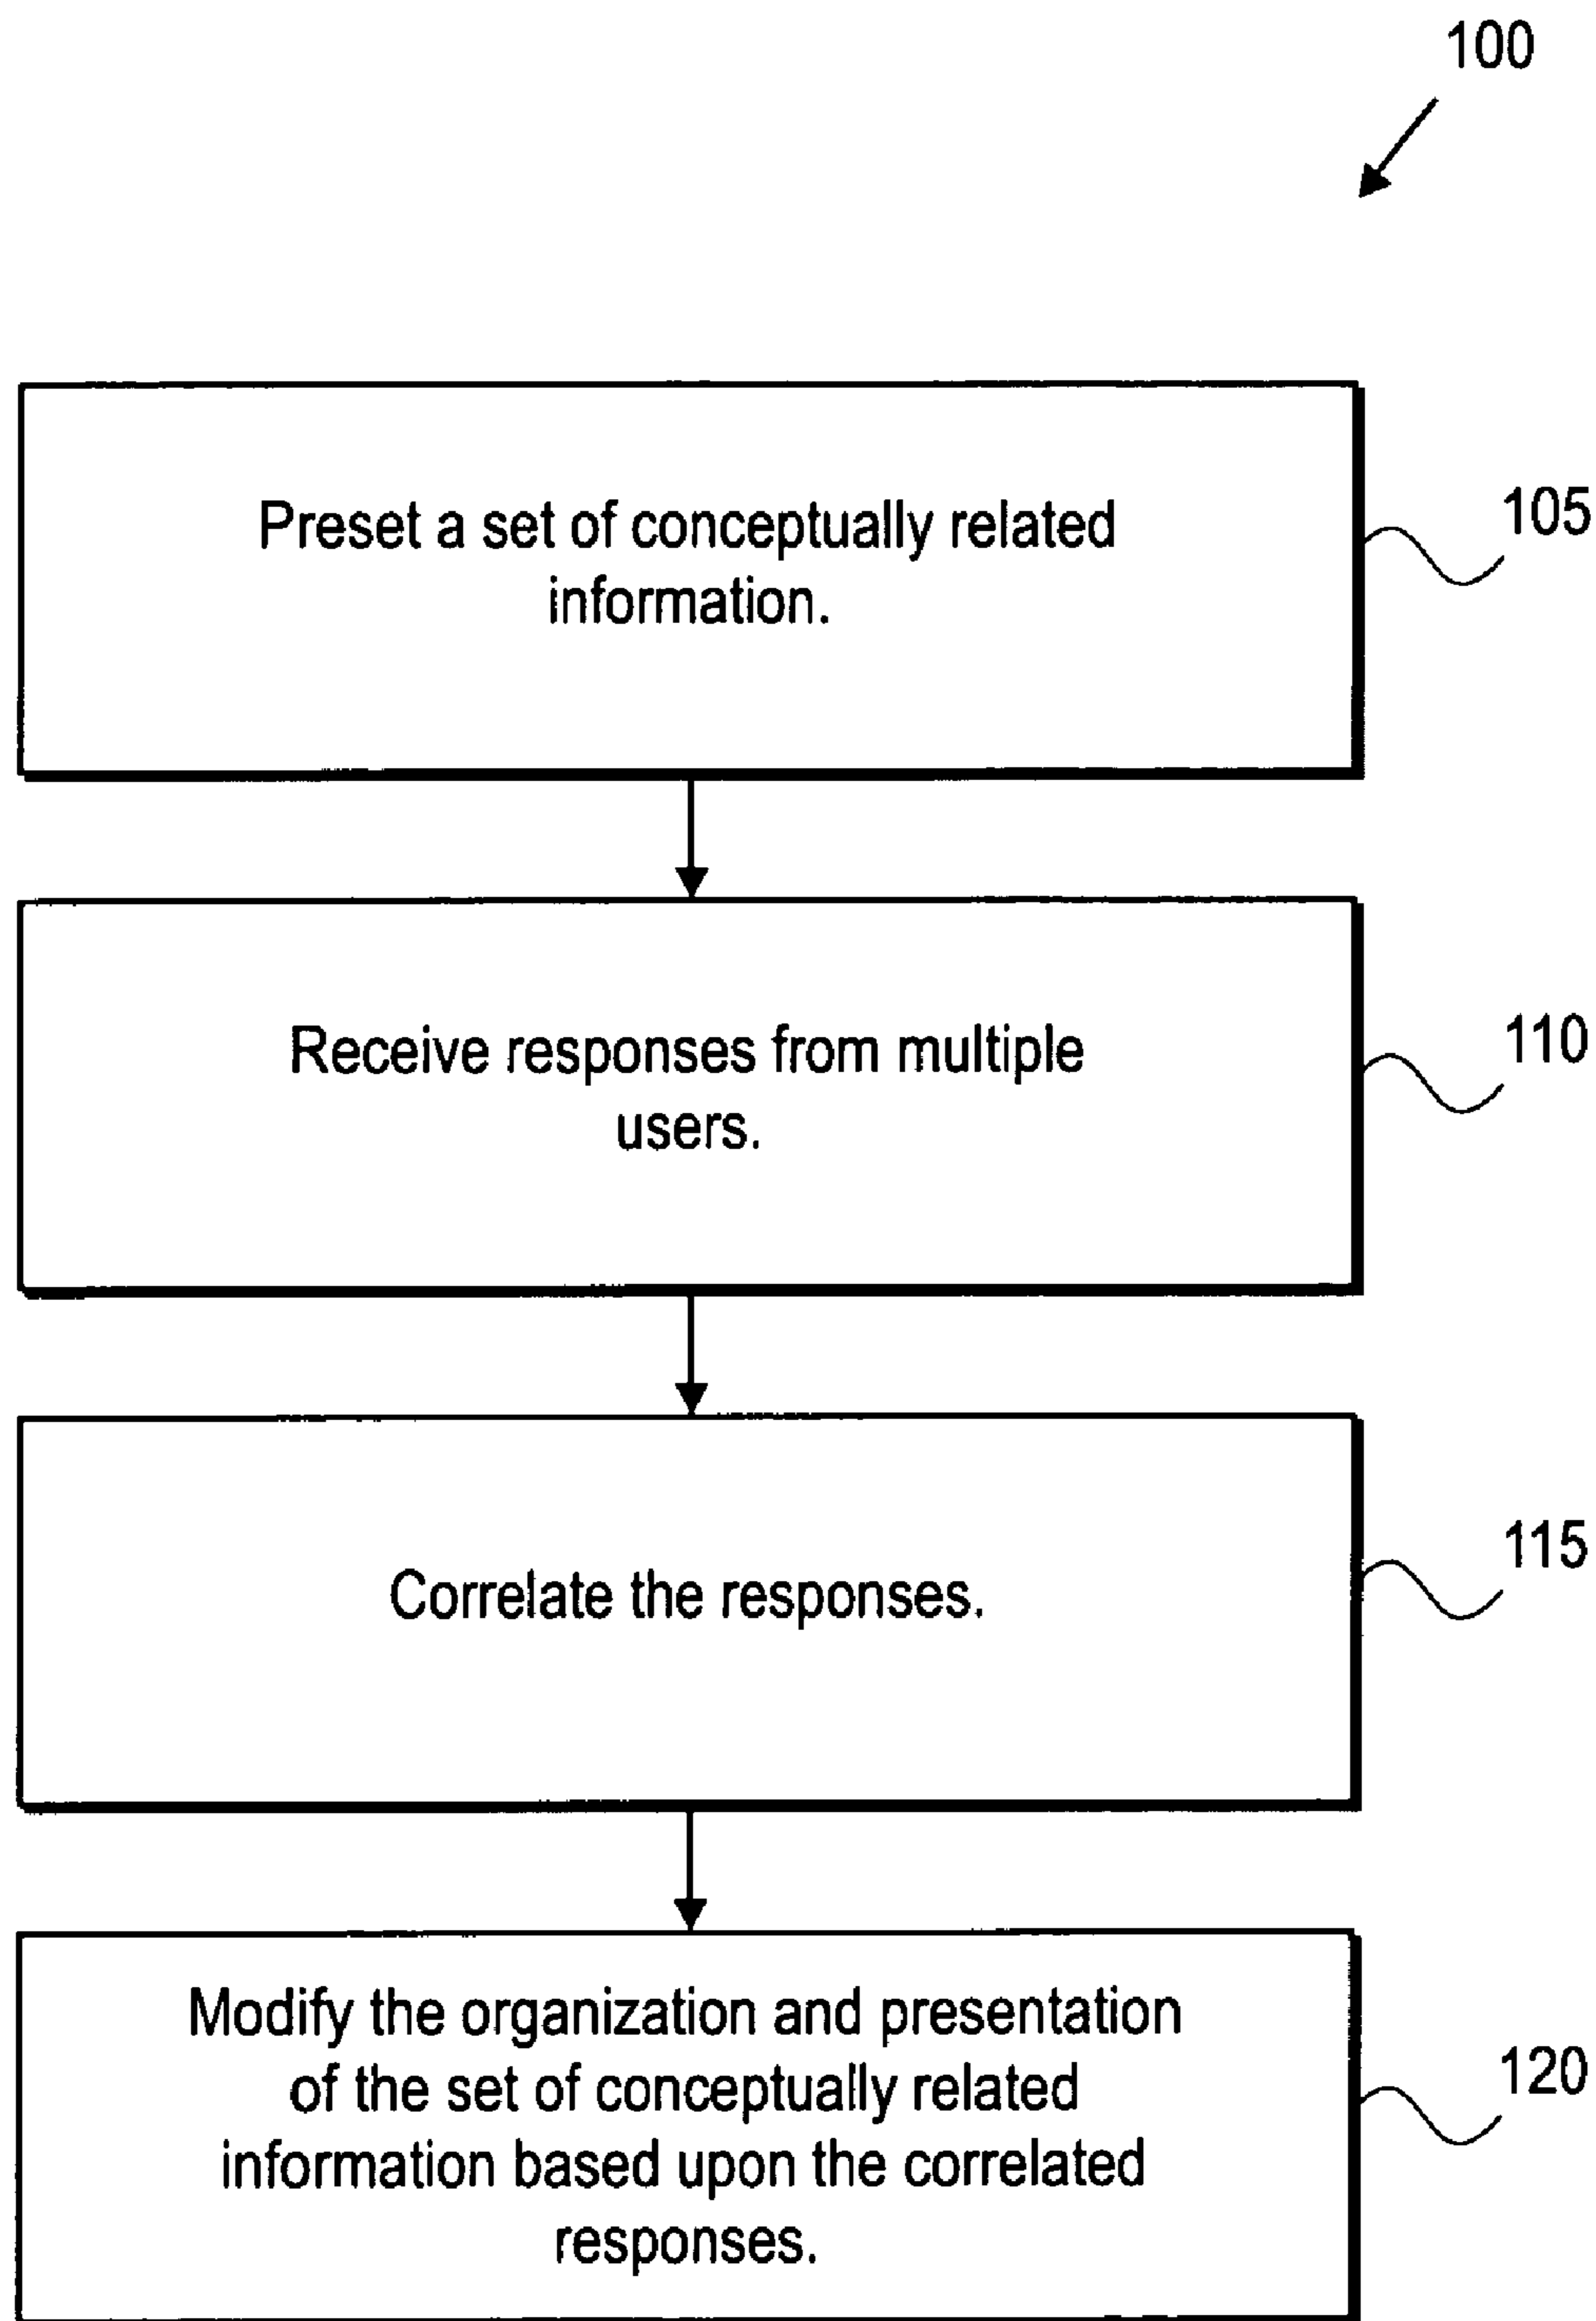 100
Preset a set of conceptually related
information.
105
Receive responses from multiple
users.
110
Correlate the responses.
115
Modify the organization and presentation
of the set of conceptually related
information based upon the correlated
responses.
120